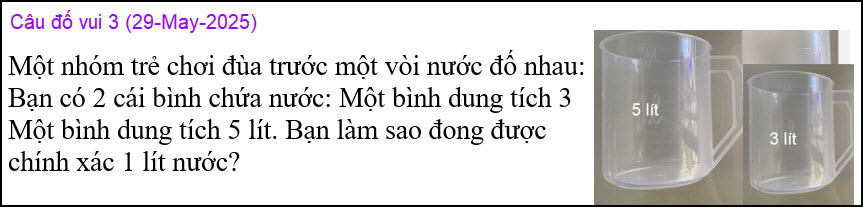 Câu đố vui 3 (29-May-2025)
Một nhóm trẻ chơi đùa trước một vòi nước đố nhau:
Bạn có 2 cái bình chứa nước: Một bình dung tích 3
Một bình dung tích 5 lít. Bạn làm sao đong được
chính xác 1 lít nước?
5 lít
3 lít